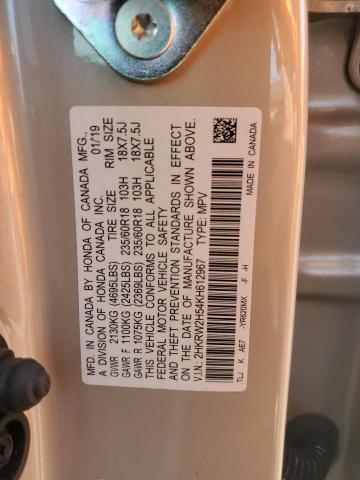 MFD. IN CANADA BY HONDA OF CANADA MFG.,
A DIVISION OF HONDA CANADA INC. 01/19
TIRE SIZE RIM SIZE
GVWR 2130KG (4695LBS)
GAWR F 1100KG (2425LBS) 235/60R18 103H 18X7.5J
GAWR R 1075KG (2369LBS) 235/60R18 103H 18X7.5J
THIS VEHICLE CONFORMS TO ALL APPLICABLE
FEDERAL MOTOR VEHICLE SAFETY
AND THEFT PREVENTION STANDARDS IN EFFECT
ON THE DATE OF MANUFACTURE SHOWN ABOVE.
V.I.N.: 2HKRW2H54KH612967 TYPE: MPV
TLJ K AE7 -YR620MX -F -H MADE IN CANADA